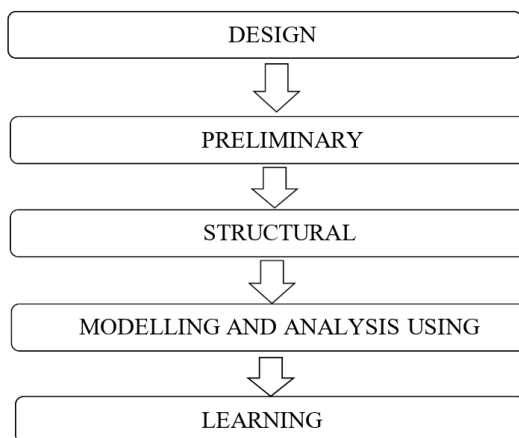 DESIGN
PRELIMINARY
STRUCTURAL
MODELLING AND ANALYSIS USING
LEARNING